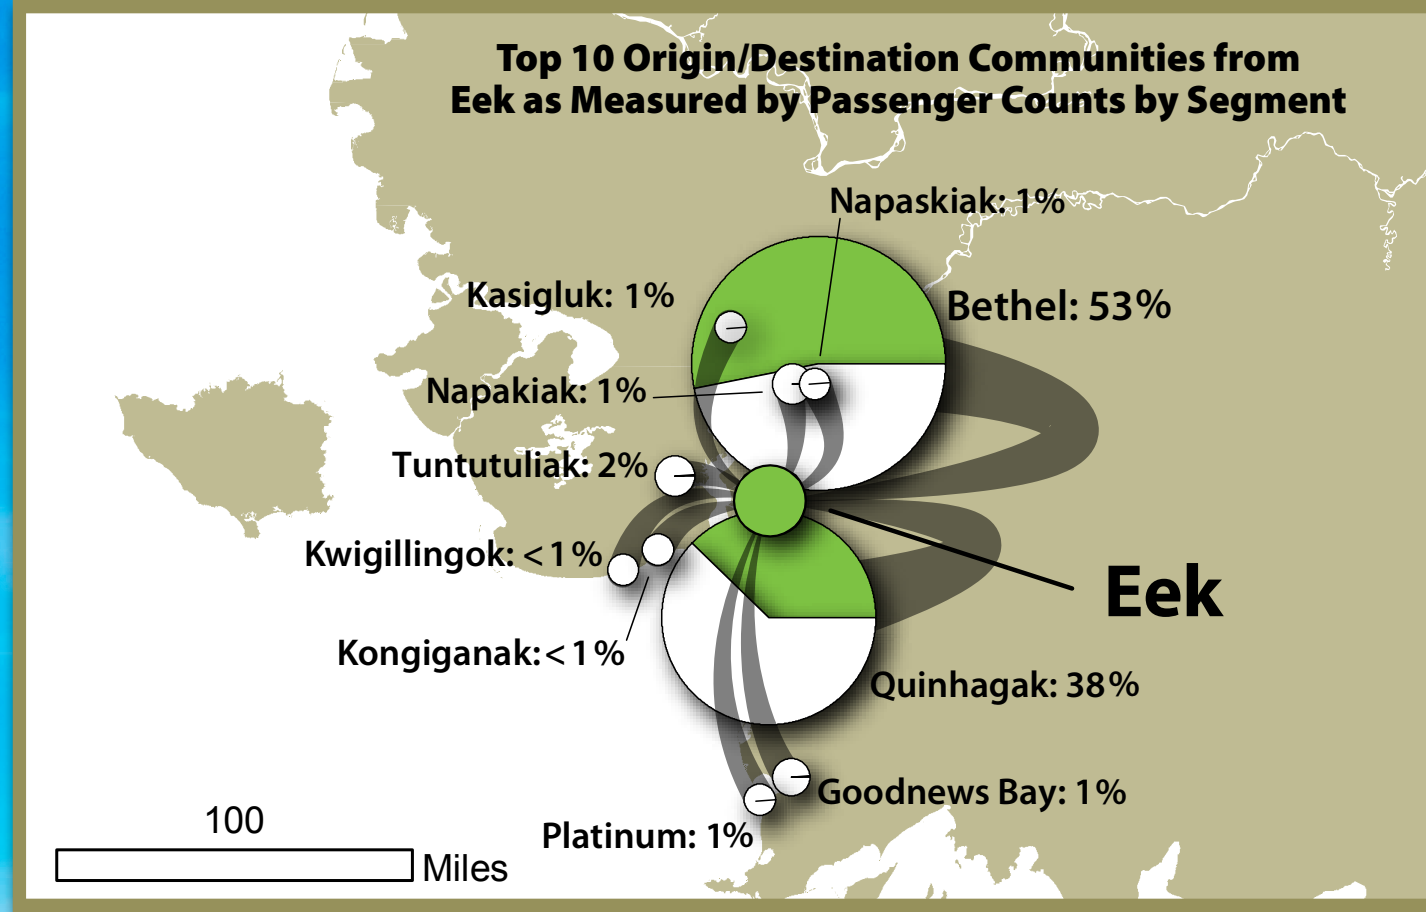 Top 10 Origin/Destination Communities from
Eek as Measured by Passenger Counts by Segment
Napaskiak: 1%
Kasigluk: 1%
Bethel: 53%
Napakiak: 1%
Tuntutuliak: 2%
Kwigillingok: <1%
Eek
Kongiganak:<1%
Quinhagak: 38%
Goodnews Bay: 1%
Platinum: 1%
100
Miles